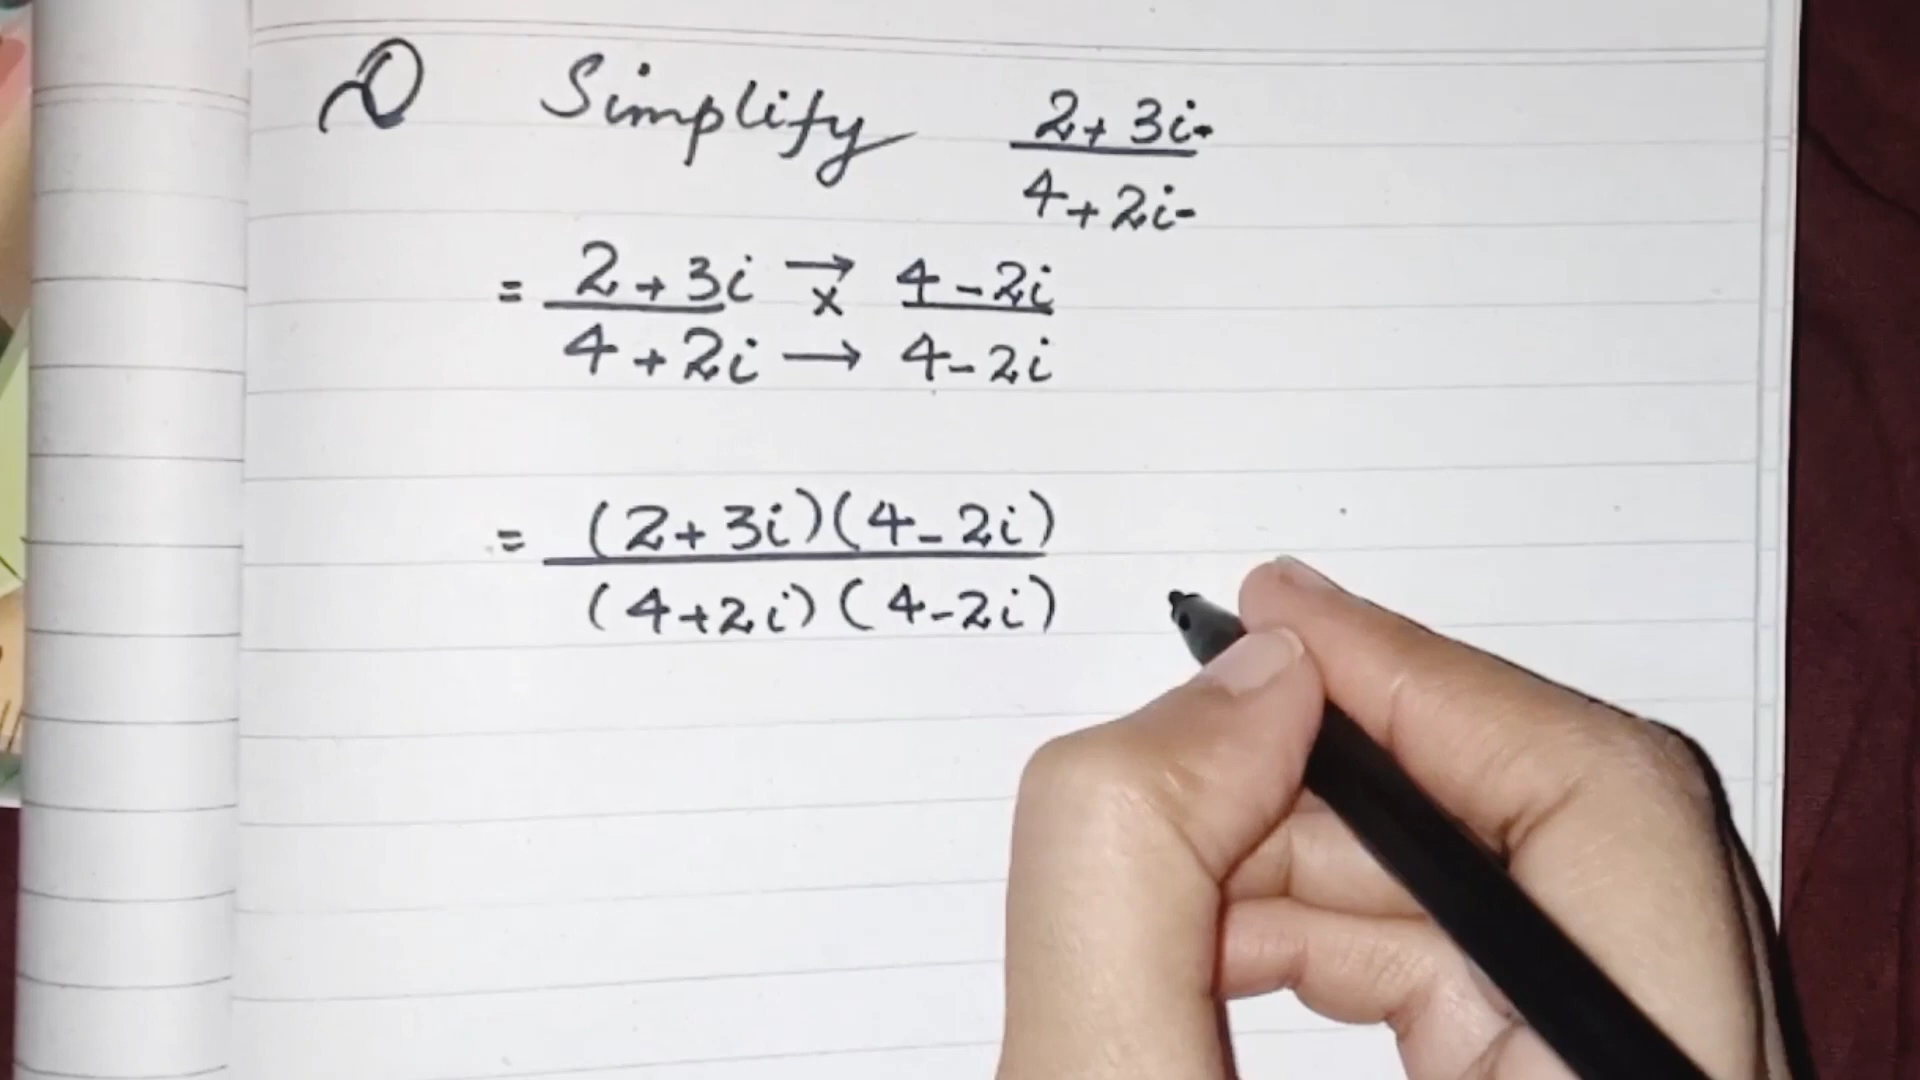 Q Simplify 2+3i / 4+2i
= 2+3i / 4+2i → × → 4-2i / 4-2i
= (2+3i)(4-2i) / (4+2i)(4-2i)